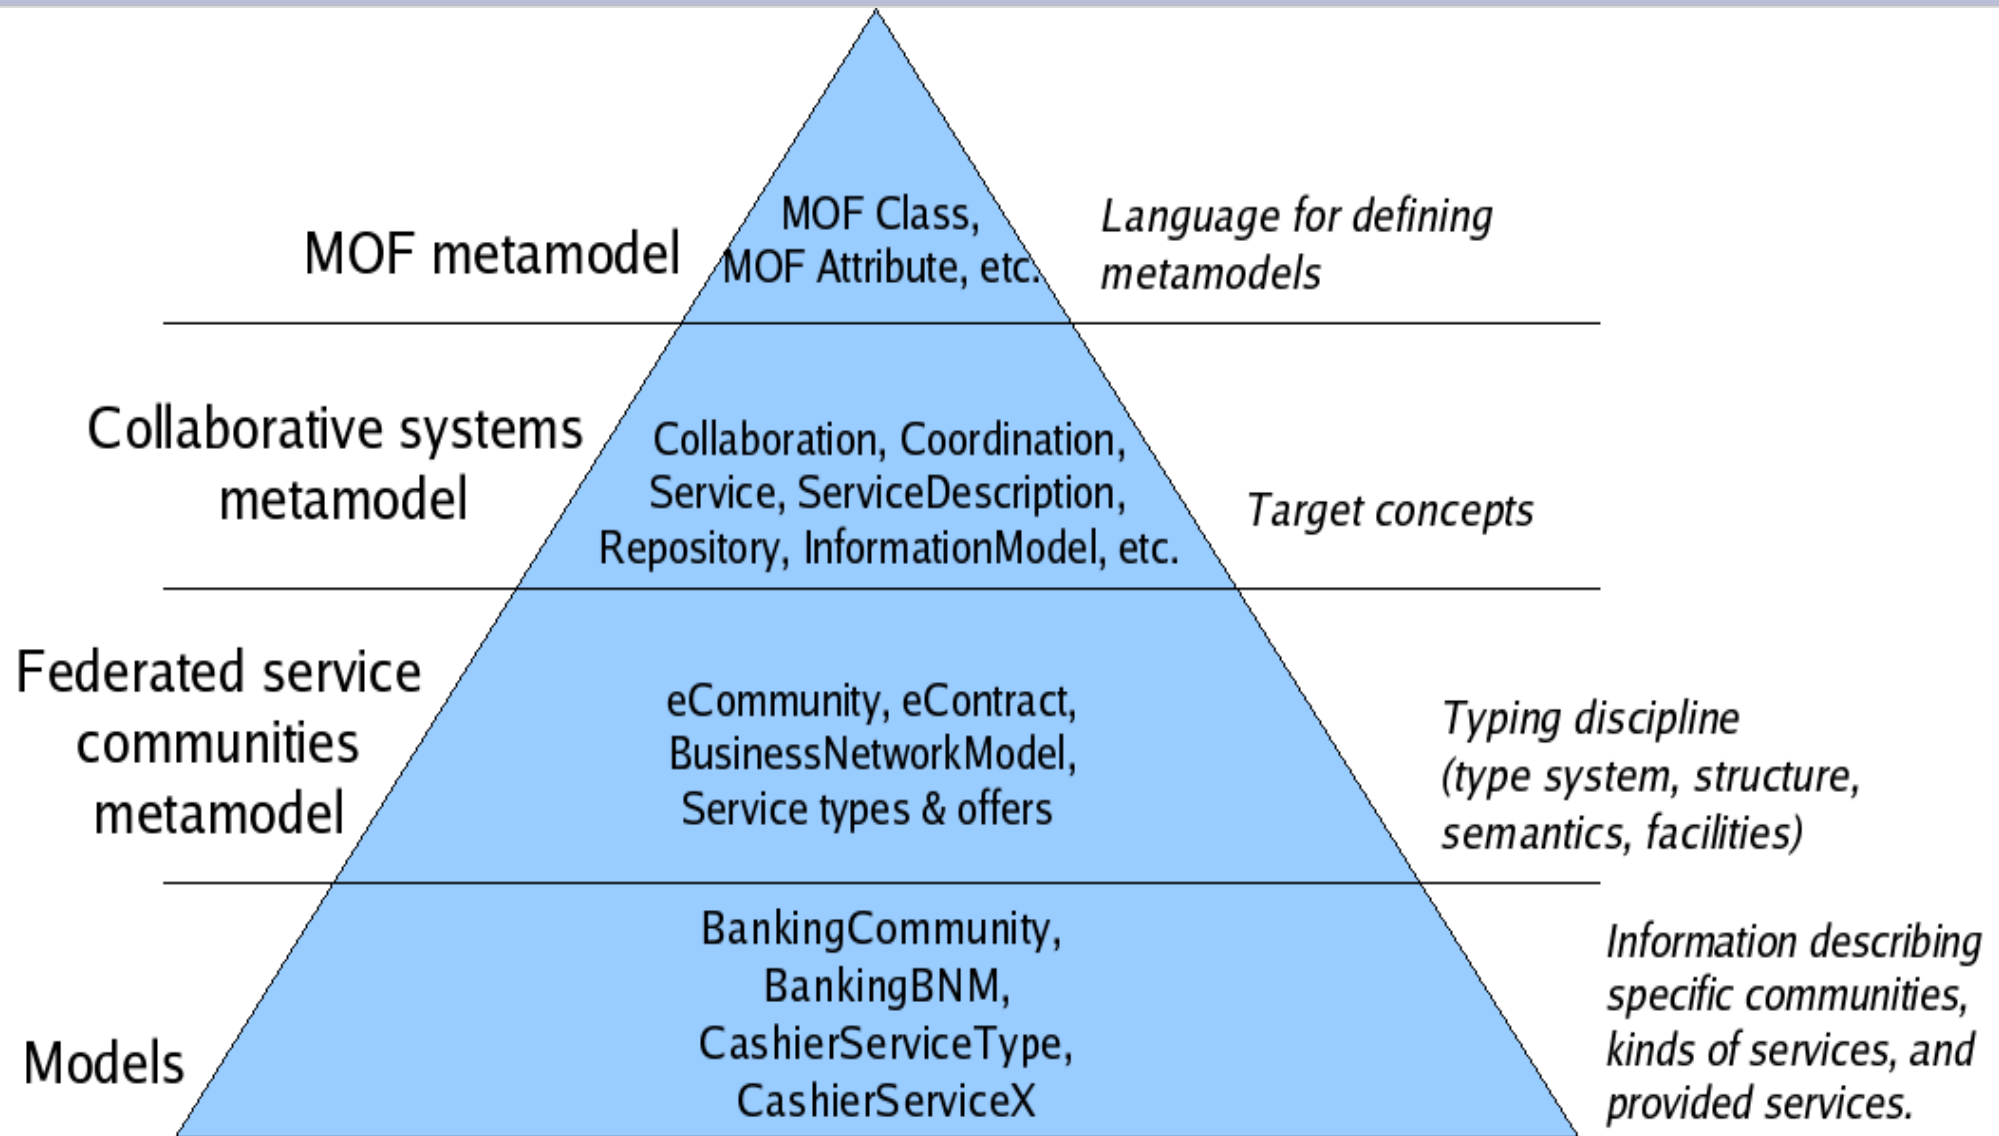 MOF metamodel
MOF Class,
MOF Attribute, etc.
Language for defining
metamodels
Collaborative systems
metamodel
Collaboration, Coordination,
Service, ServiceDescription,
Repository, InformationModel, etc.
Target concepts
Federated service
communities
metamodel
eCommunity, eContract,
BusinessNetworkModel,
Service types & offers
Typing discipline
(type system, structure,
semantics, facilities)
Models
BankingCommunity,
BankingBNM,
CashierServiceType,
CashierServiceX
Information describing
specific communities,
kinds of services, and
provided services.